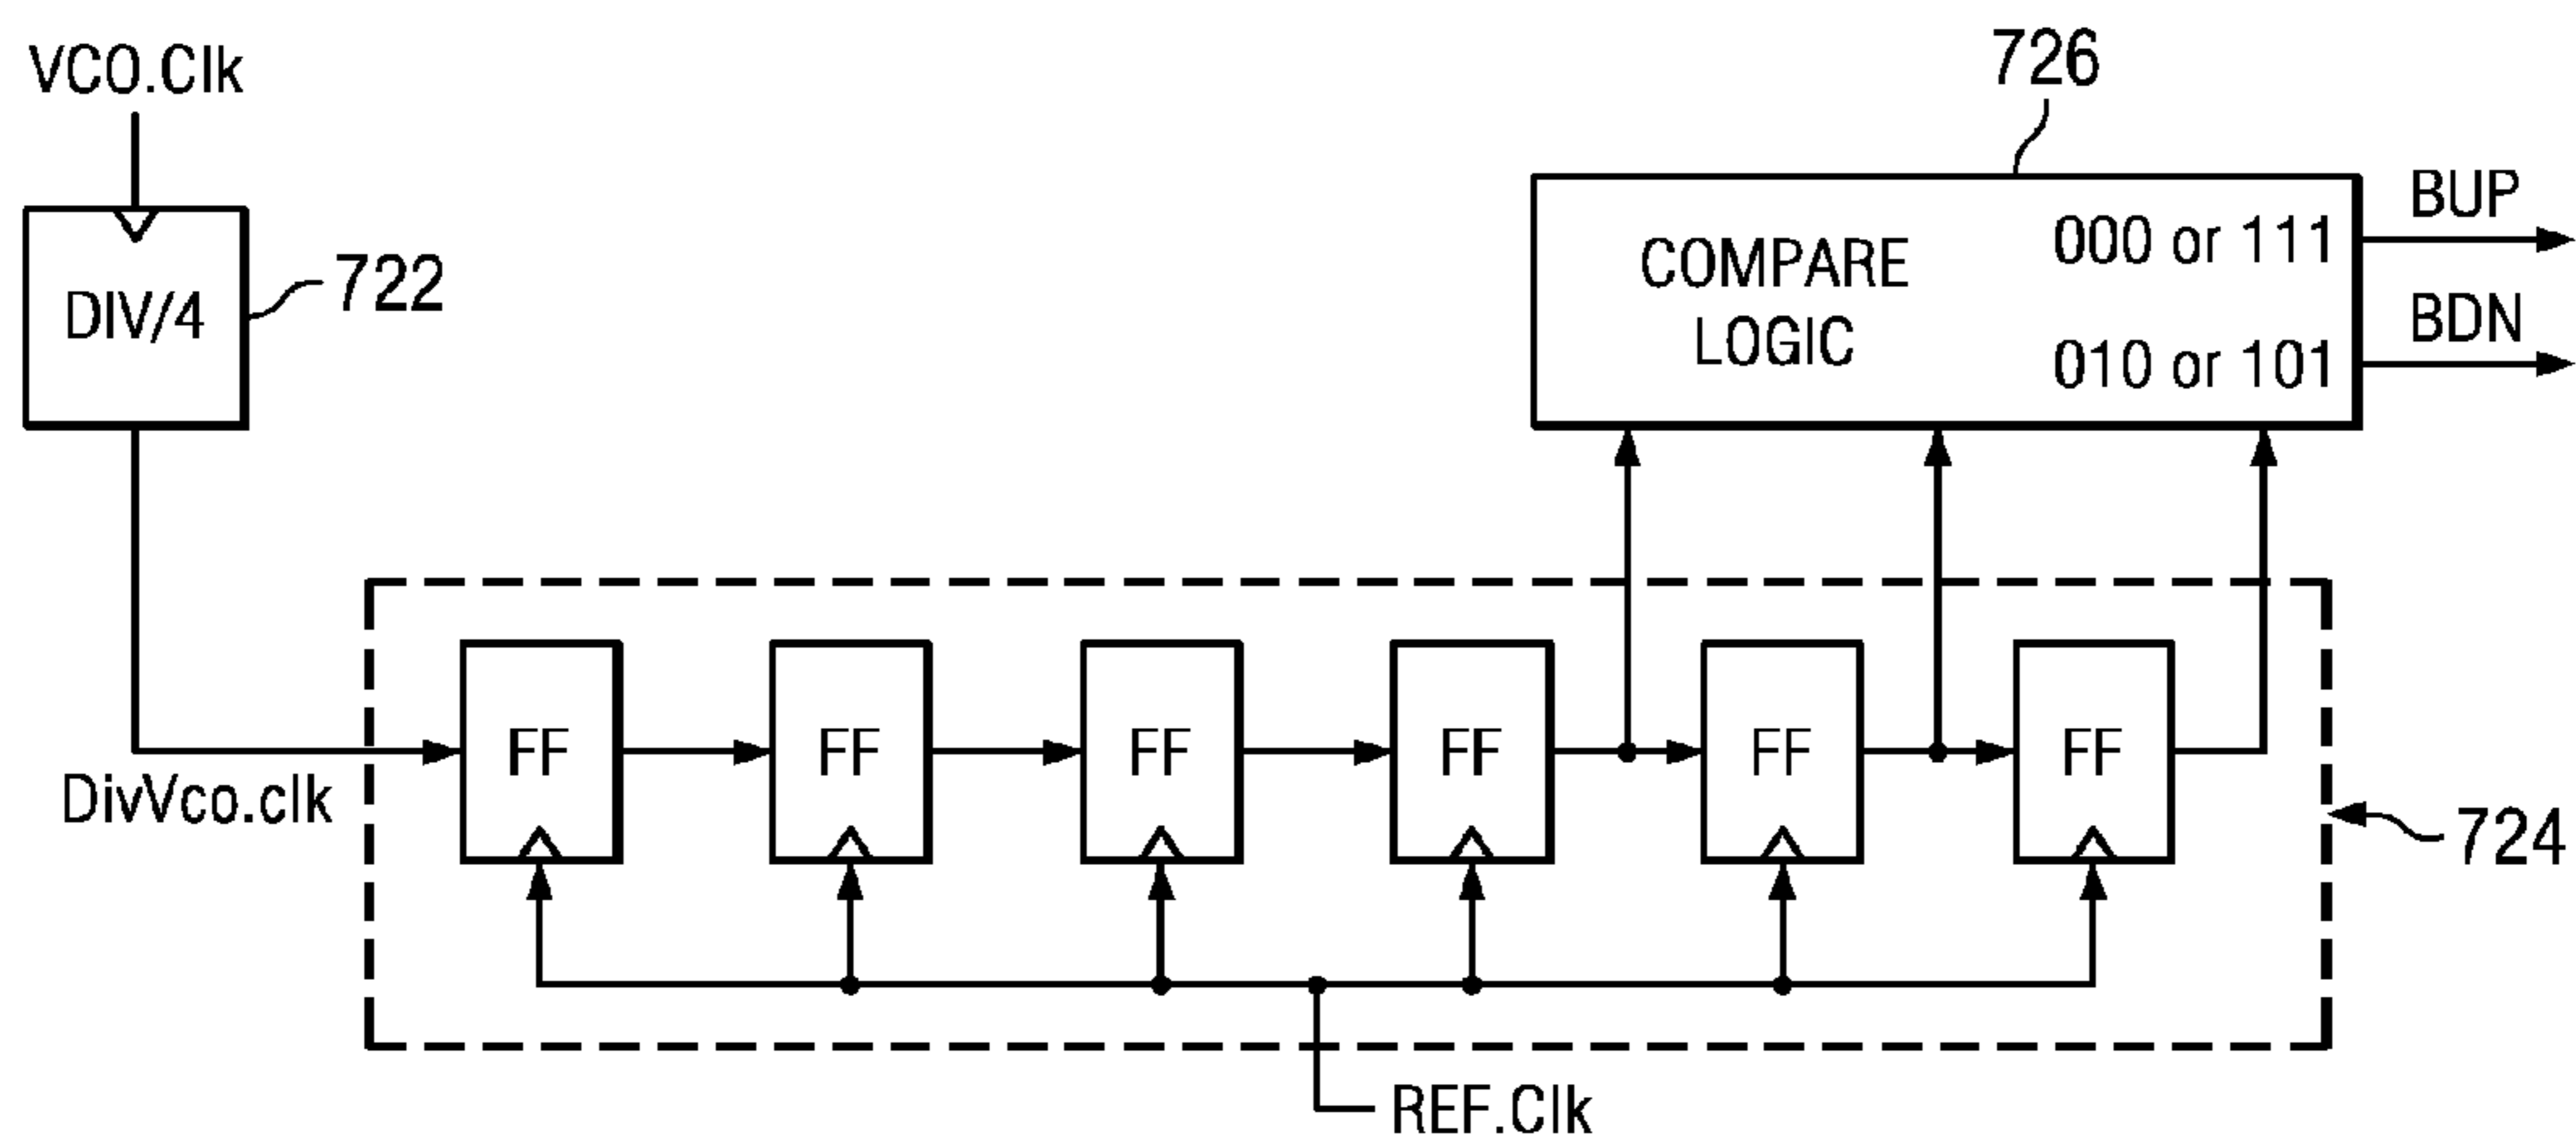 VCO.Clk
726
BUP
000 or 111
COMPARE
LOGIC
722
DIV/4
BDN
010 or 101
FF
FF
FF
FF
FF
FF
DivVco.clk
724
REF.Clk